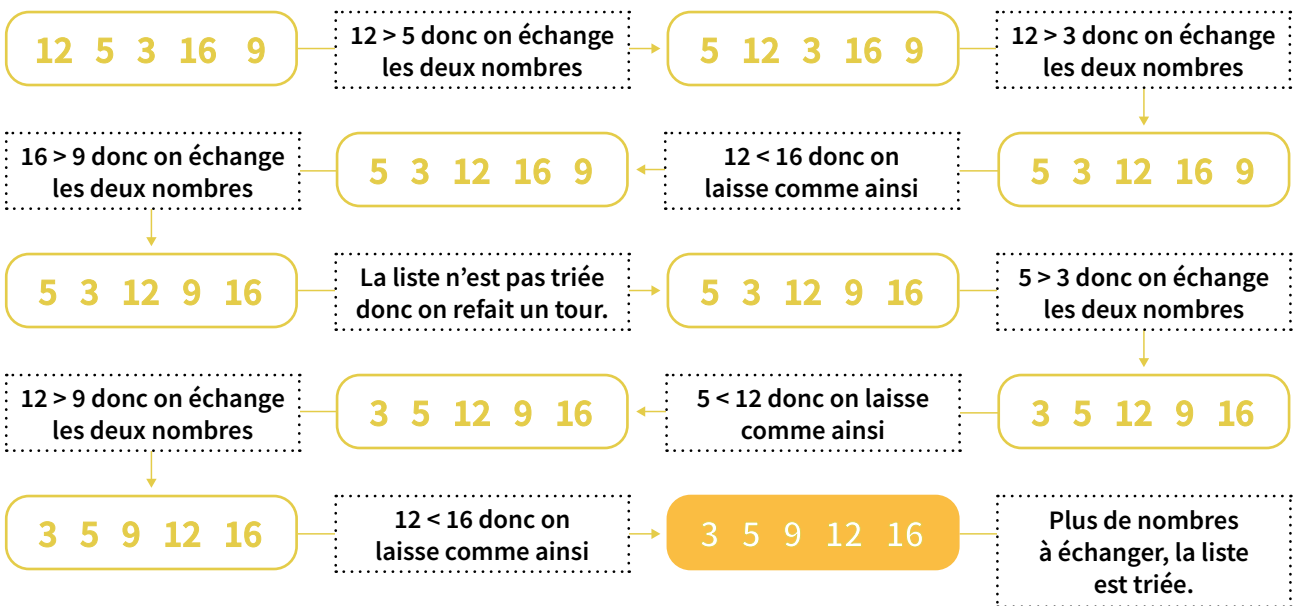 12 5 3 16 9
12 > 5 donc on échange
les deux nombres
5 12 3 16 9
12 > 3 donc on échange
les deux nombres
5 3 12 16 9
12 < 16 donc on
laisse comme ainsi
5 3 12 16 9
16 > 9 donc on échange
les deux nombres
5 3 12 9 16
La liste n’est pas triée
donc on refait un tour.
5 3 12 9 16
5 > 3 donc on échange
les deux nombres
3 5 12 9 16
5 < 12 donc on laisse
comme ainsi
3 5 12 9 16
12 > 9 donc on échange
les deux nombres
3 5 9 12 16
12 < 16 donc on
laisse comme ainsi
3 5 9 12 16
Plus de nombres
à échanger, la liste
est triée.